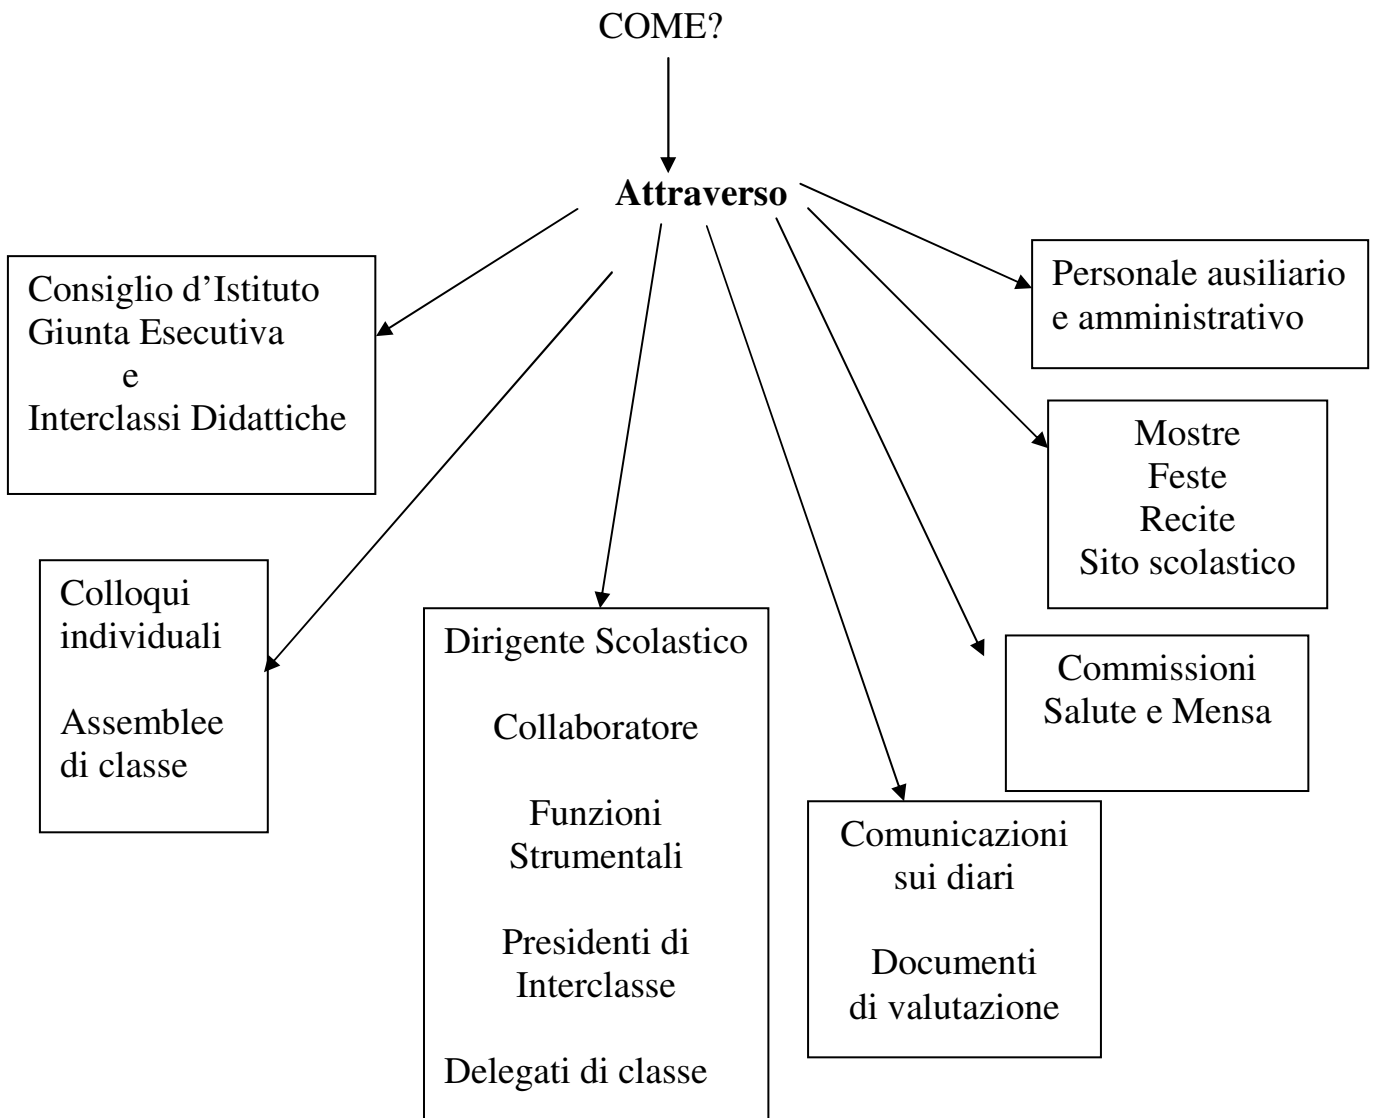 COME?
Attraverso
Consiglio d’Istituto
Giunta Esecutiva
e
Interclassi Didattiche
Colloqui
individuali
Assemblee
di classe
Dirigente Scolastico
Collaboratore
Funzioni
Strumentali
Presidenti di
Interclasse
Delegati di classe
Comunicazioni
sui diari
Documenti
di valutazione
Commissioni
Salute e Mensa
Mostre
Feste
Recite
Sito scolastico
Personale ausiliario
e amministrativo